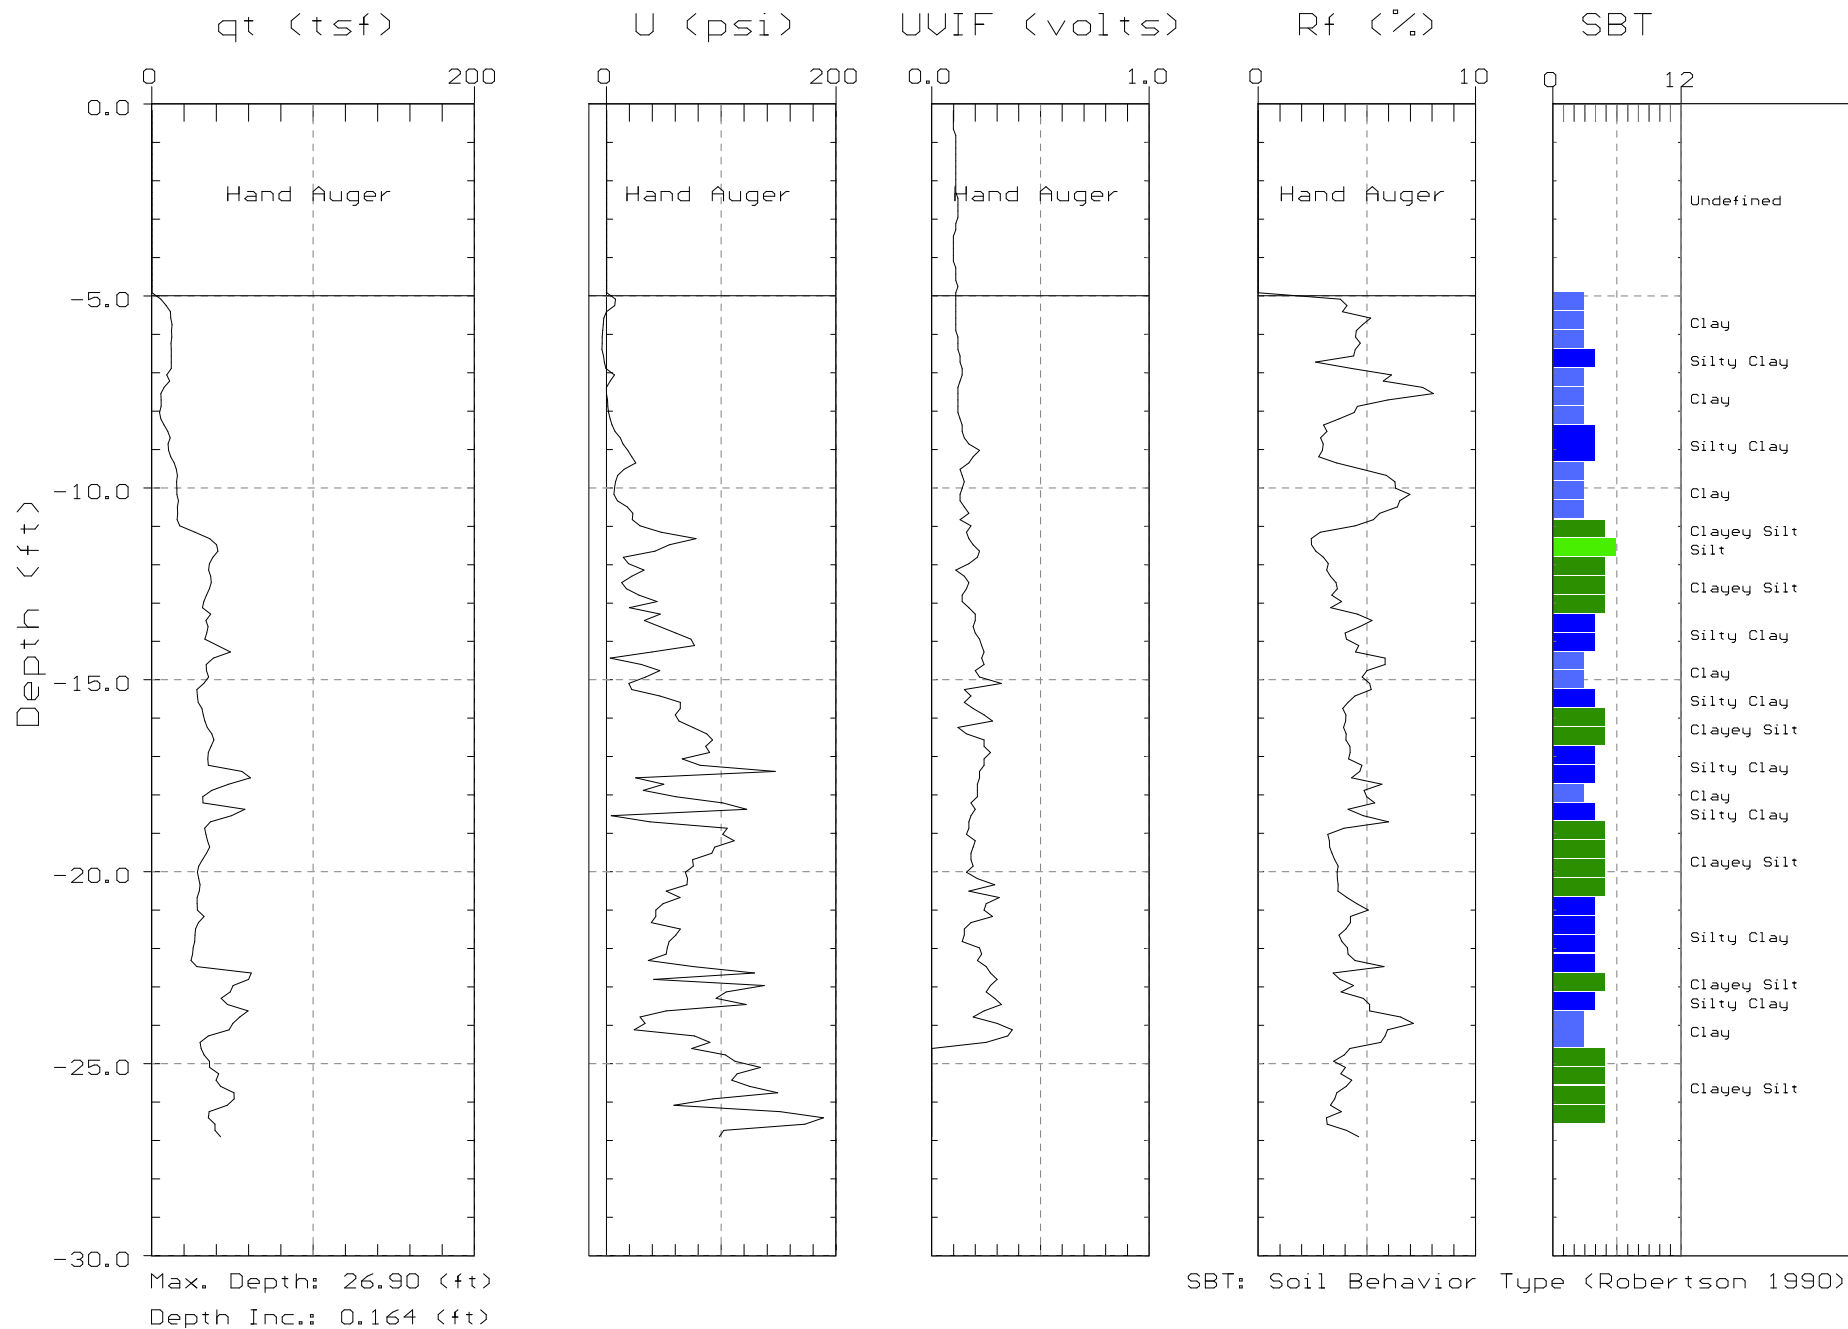 qt (tsf) U (psi) UVIF (volts) Rf (%) SBT
0 200 0 200 0.0 1.0 0 10 0 12
0.0
Hand Auger Hand Auger Hand Auger Hand Auger
Undefined
-5.0
Clay
Silty Clay
Clay
Silty Clay
-10.0
Clay
Clayey Silt
Silt
Clayey Silt
Depth (ft)
Silty Clay
-15.0
Clay
Silty Clay
Clayey Silt
Silty Clay
Clay
Silty Clay
-20.0
Clayey Silt
Silty Clay
Clayey Silt
Silty Clay
Clay
-25.0
Clayey Silt
-30.0
Max. Depth: 26.90 (ft)
SBT: Soil Behavior Type (Robertson 1990)
Depth Inc.: 0.164 (ft)